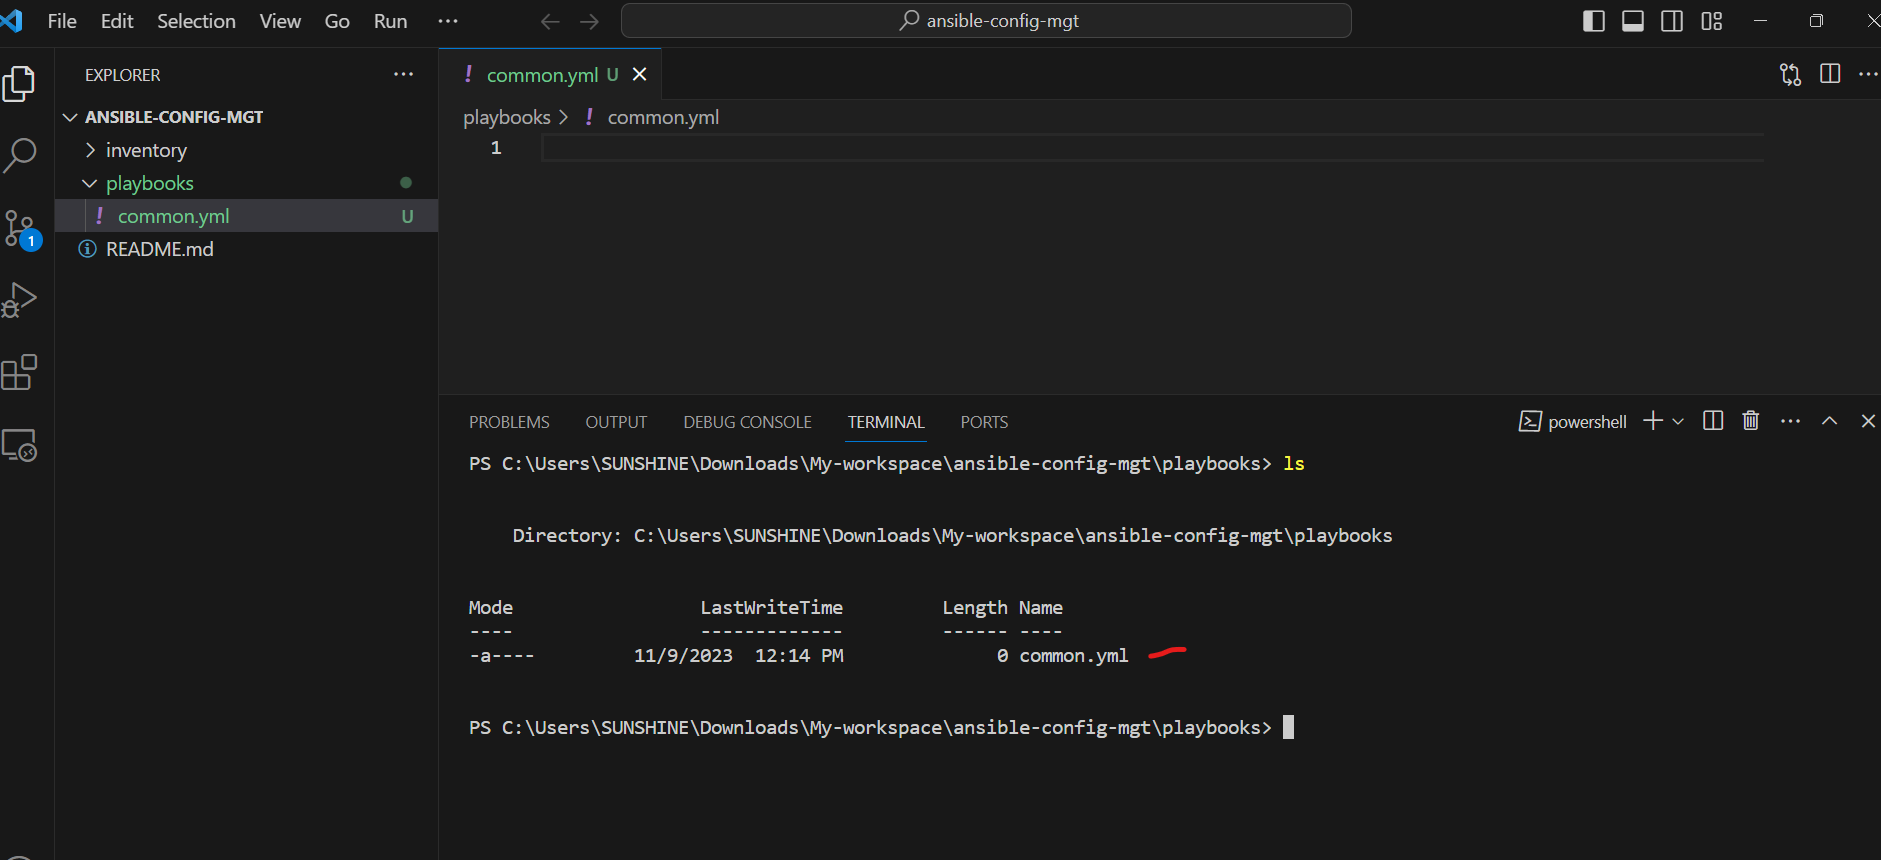 File Edit Selection View Go Run ···
ansible-config-mgt
EXPLORER
ANSIBLE-CONFIG-MGT
inventory
playbooks
! common.yml U
README.md
1
! common.yml U
playbooks > ! common.yml
1
PROBLEMS OUTPUT DEBUG CONSOLE TERMINAL PORTS
powershell
PS C:\Users\SUNSHINE\Downloads\My-workspace\ansible-config-mgt\playbooks> ls
Directory: C:\Users\SUNSHINE\Downloads\My-workspace\ansible-config-mgt\playbooks
Mode LastWriteTime Length Name
---- ------------- ------ ----
-a---- 11/9/2023 12:14 PM 0 common.yml
PS C:\Users\SUNSHINE\Downloads\My-workspace\ansible-config-mgt\playbooks>